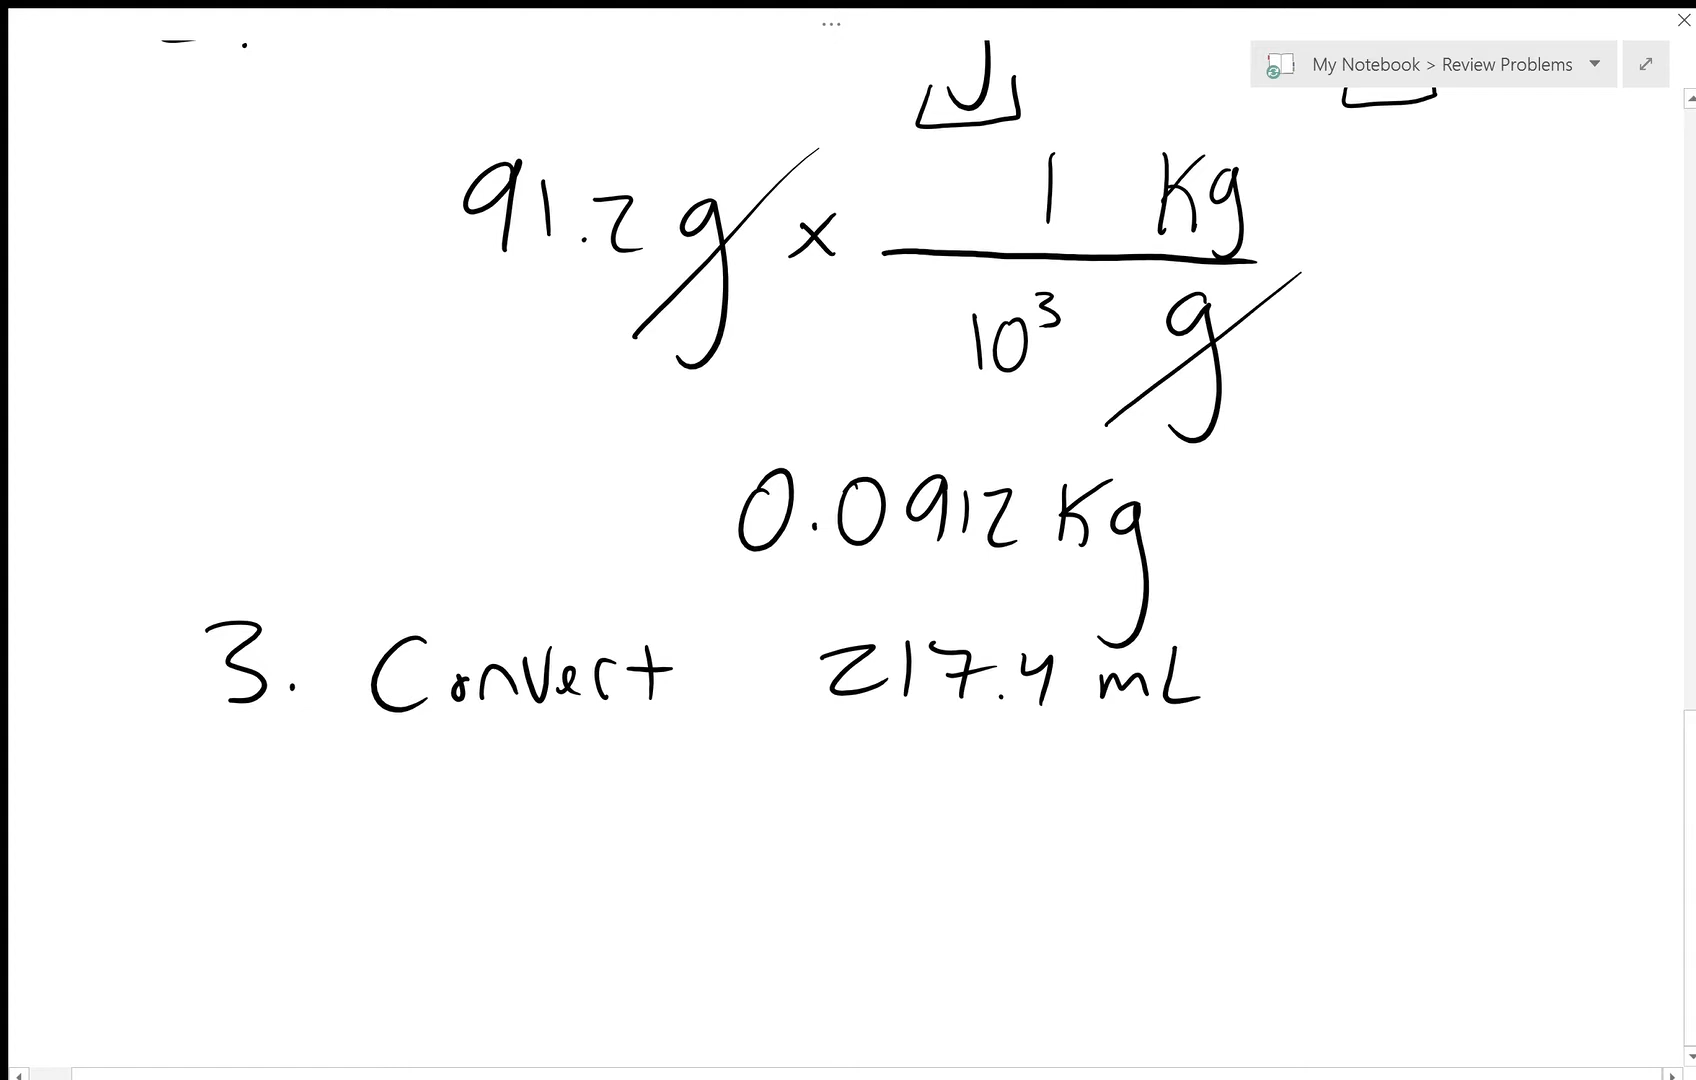 ...
My Notebook > Review Problems
91.2 g x 1 Kg
10³ g
0.0912 Kg
3. Convert 217.4 mL